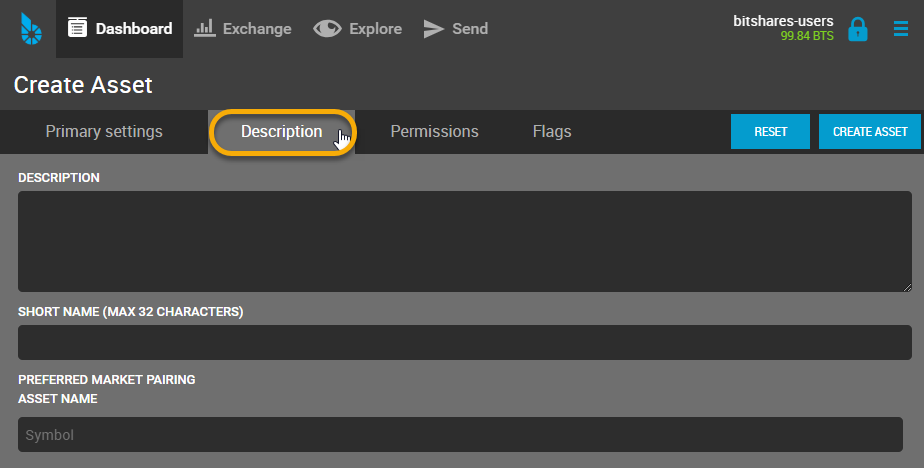 Dashboard Exchange Explore Send bitshares-users
99.84 BTS
Create Asset
Primary settings Description Permissions Flags RESET CREATE ASSET
DESCRIPTION
SHORT NAME (MAX 32 CHARACTERS)
PREFERRED MARKET PAIRING
ASSET NAME
Symbol